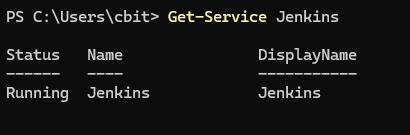 PS C:\Users\cbit> Get-Service Jenkins
Status   Name               DisplayName
------   ----               -----------
Running  Jenkins            Jenkins